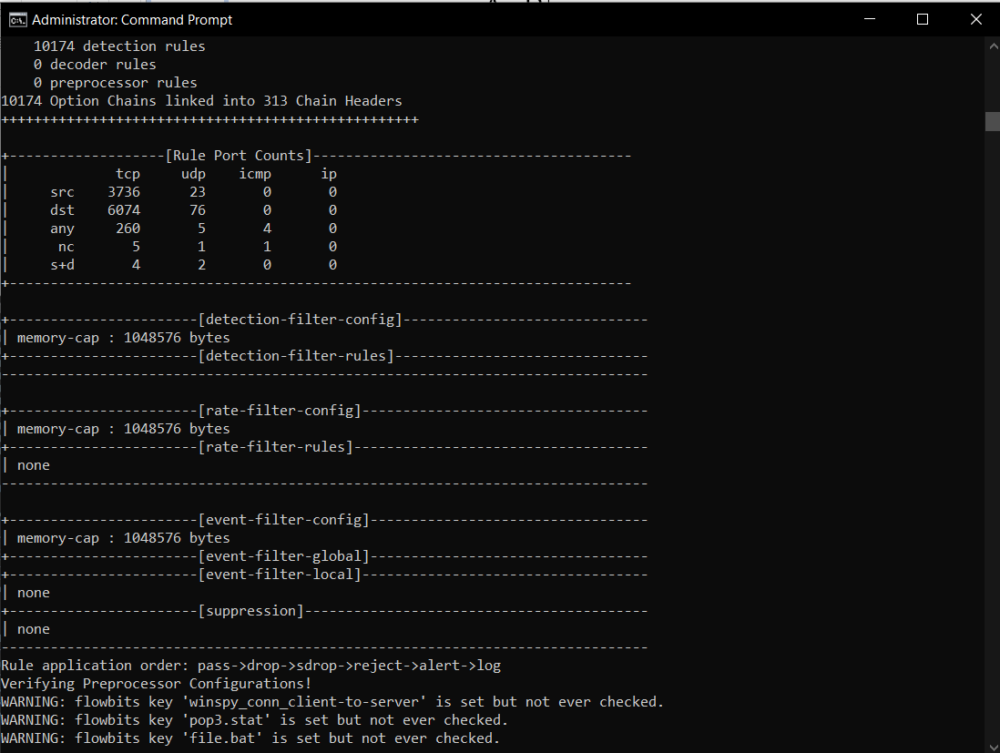 Administrator: Command Prompt
10174 detection rules
0 decoder rules
0 preprocessor rules
10174 Option Chains linked into 313 Chain Headers
+++++++++++++++++++++++++++++++++++++++++++++++++++

+-------------------[Rule Port Counts]---------------------------------------
|             tcp     udp    icmp      ip
|     src    3736      23       0       0
|     dst    6074      76       0       0
|     any     260       5       4       0
|      nc       5       1       1       0
|     s+d       4       2       0       0
+----------------------------------------------------------------------------

+-----------------------[detection-filter-config]------------------------------
| memory-cap : 1048576 bytes
+-----------------------[detection-filter-rules]-------------------------------
-------------------------------------------------------------------------------

+-----------------------[rate-filter-config]-----------------------------------
| memory-cap : 1048576 bytes
+-----------------------[rate-filter-rules]------------------------------------
| none
-------------------------------------------------------------------------------

+-----------------------[event-filter-config]----------------------------------
| memory-cap : 1048576 bytes
+-----------------------[event-filter-global]----------------------------------
+-----------------------[event-filter-local]-----------------------------------
| none
+-----------------------[suppression]------------------------------------------
| none
-------------------------------------------------------------------------------
Rule application order: pass->drop->sdrop->reject->alert->log
Verifying Preprocessor Configurations!
WARNING: flowbits key 'winspy_conn_client-to-server' is set but not ever checked.
WARNING: flowbits key 'pop3.stat' is set but not ever checked.
WARNING: flowbits key 'file.bat' is set but not ever checked.